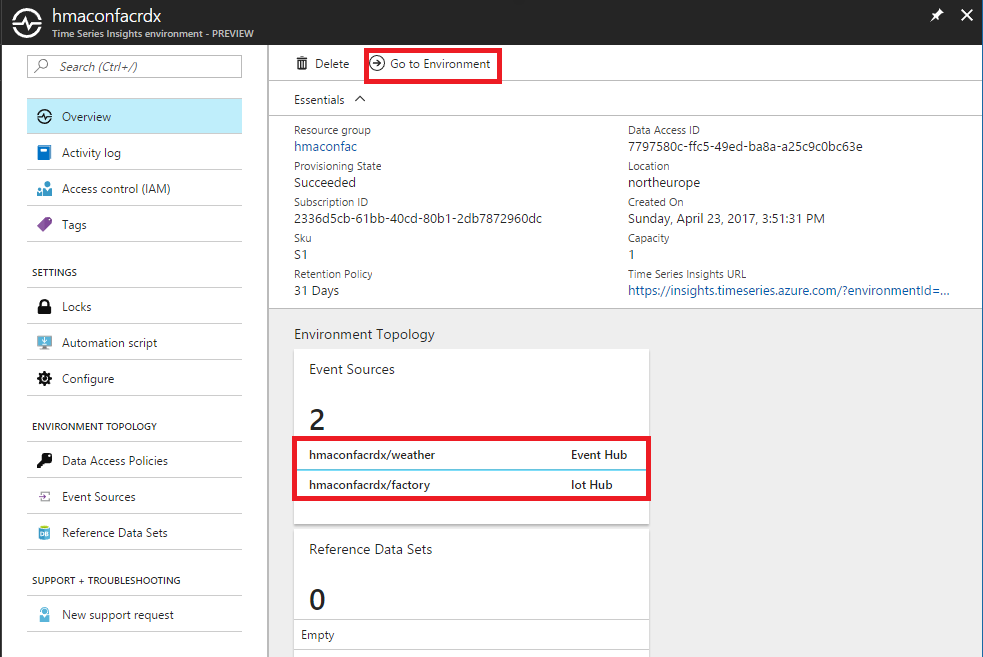 hmaconfacrdx
Time Series Insights environment - PREVIEW
Search (Ctrl+/)
Overview
Activity log
Access control (IAM)
Tags
SETTINGS
Locks
Automation script
Configure
ENVIRONMENT TOPOLOGY
Data Access Policies
Event Sources
Reference Data Sets
SUPPORT + TROUBLESHOOTING
New support request
Delete
Go to Environment
Essentials
Resource group
hmaconfac
Provisioning State
Succeeded
Subscription ID
2336d5cb-61bb-40cd-80b1-2db7872960dc
Sku
S1
Retention Policy
31 Days
Data Access ID
7797580c-ffc5-49ed-ba8a-a25c9c0bc63e
Location
northeurope
Created On
Sunday, April 23, 2017, 3:51:31 PM
Capacity
1
Time Series Insights URL
https://insights.timeseries.azure.com/?environmentId=...
Environment Topology
Event Sources
2
hmaconfacrdx/weather Event Hub
hmaconfacrdx/factory Iot Hub
Reference Data Sets
0
Empty